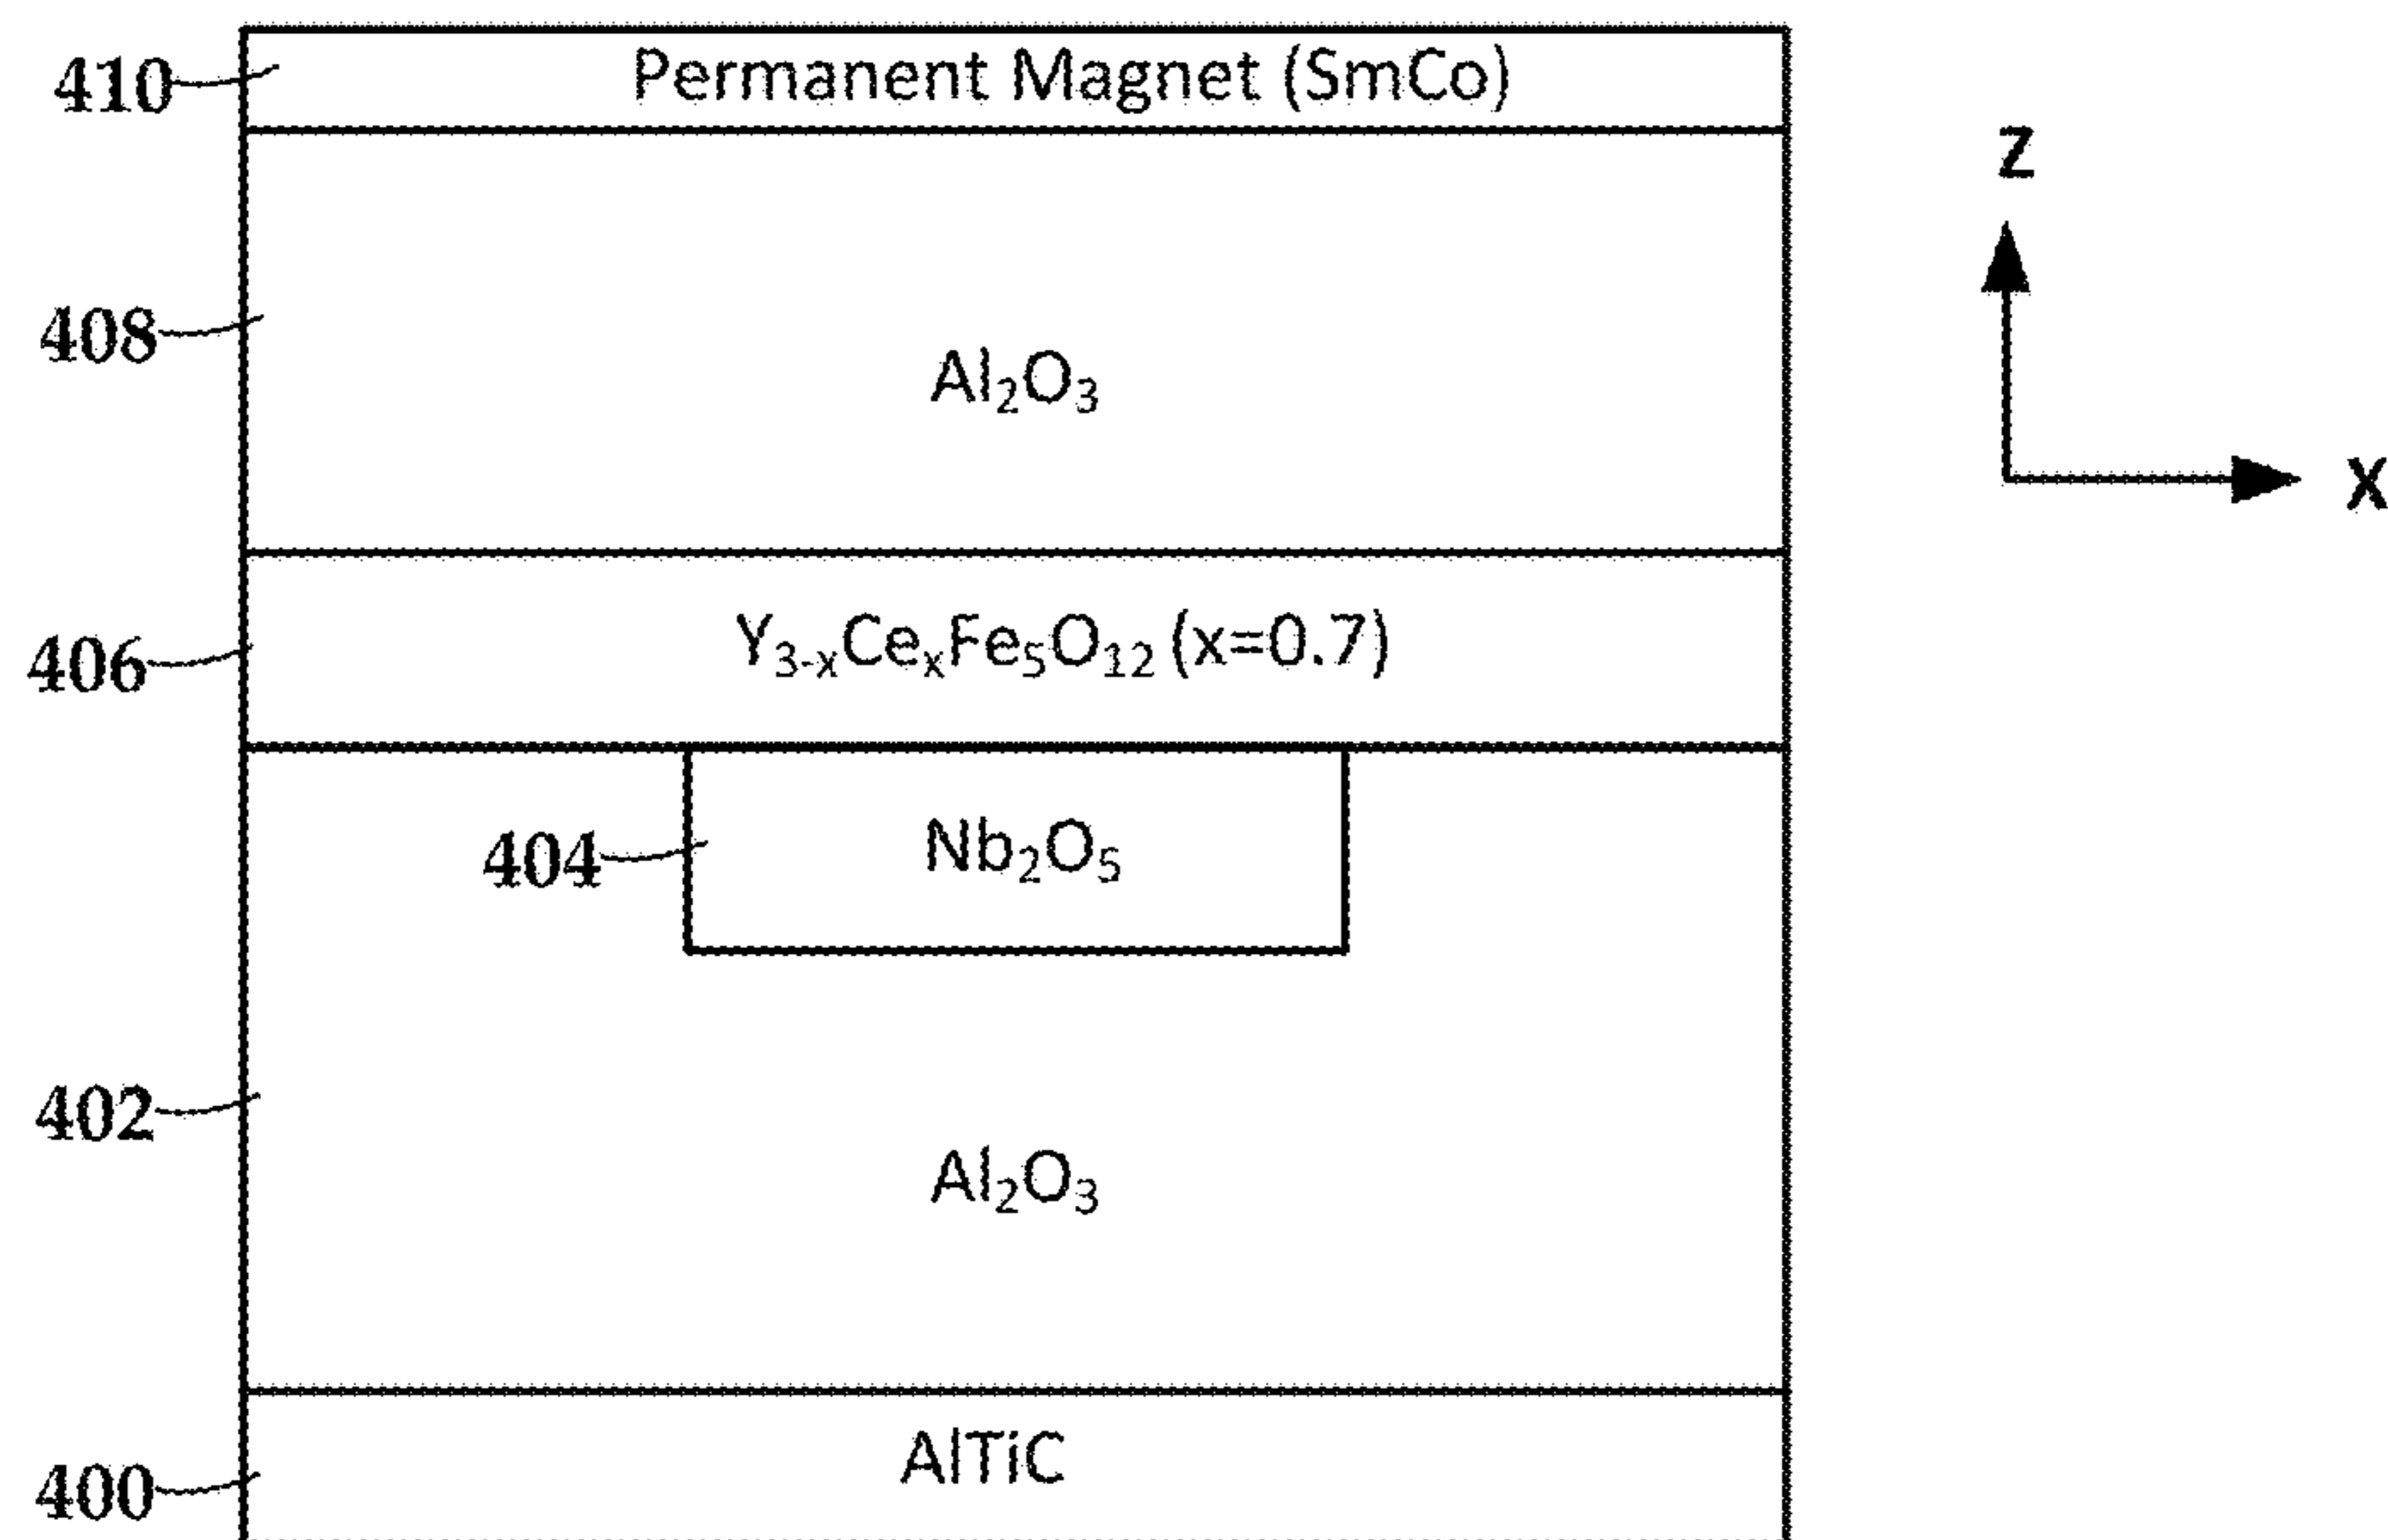 410 Permanent Magnet (SmCo)
Z
408
Al₂O₃
X
Y₃₋ₓCeₓFe₅O₁₂ (x=0.7)
406
404 Nb₂O₅
402
Al₂O₃
AlTiC
400